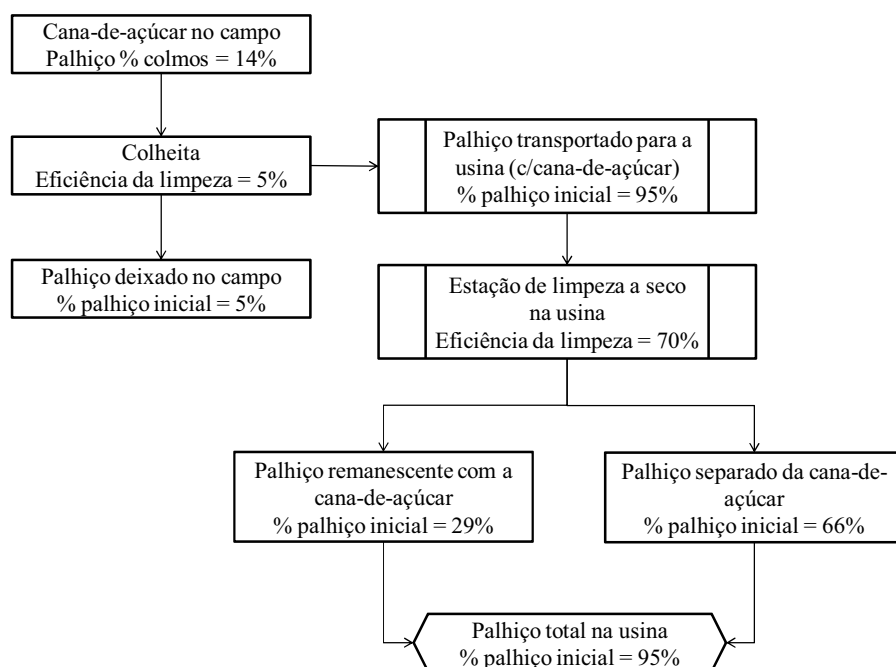 Cana-de-açúcar no campo
Palhiço % colmos = 14%
Colheita
Eficiência da limpeza = 5%
Palhiço transportado para a
usina (c/cana-de-açúcar)
% palhiço inicial = 95%
Palhiço deixado no campo
% palhiço inicial = 5%
Estação de limpeza a seco
na usina
Eficiência da limpeza = 70%
Palhiço remanescente com a
cana-de-açúcar
% palhiço inicial = 29%
Palhiço separado da cana-de-
açúcar
% palhiço inicial = 66%
Palhiço total na usina
% palhiço inicial = 95%